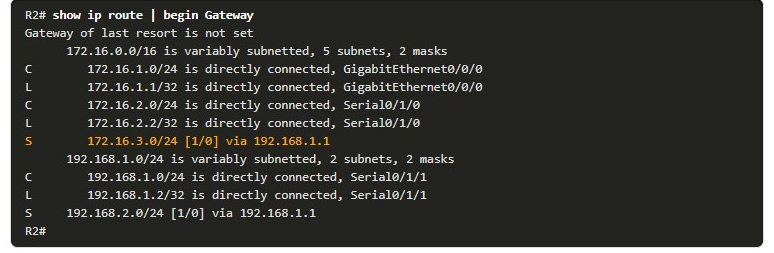 R2# show ip route | begin Gateway
Gateway of last resort is not set
172.16.0.0/16 is variably subnetted, 5 subnets, 2 masks
C 172.16.1.0/24 is directly connected, GigabitEthernet0/0/0
L 172.16.1.1/32 is directly connected, GigabitEthernet0/0/0
C 172.16.2.0/24 is directly connected, Serial0/1/0
L 172.16.2.2/32 is directly connected, Serial0/1/0
S 172.16.3.0/24 [1/0] via 192.168.1.1
192.168.1.0/24 is variably subnetted, 2 subnets, 2 masks
C 192.168.1.0/24 is directly connected, Serial0/1/1
L 192.168.1.2/32 is directly connected, Serial0/1/1
S 192.168.2.0/24 [1/0] via 192.168.1.1
R2#